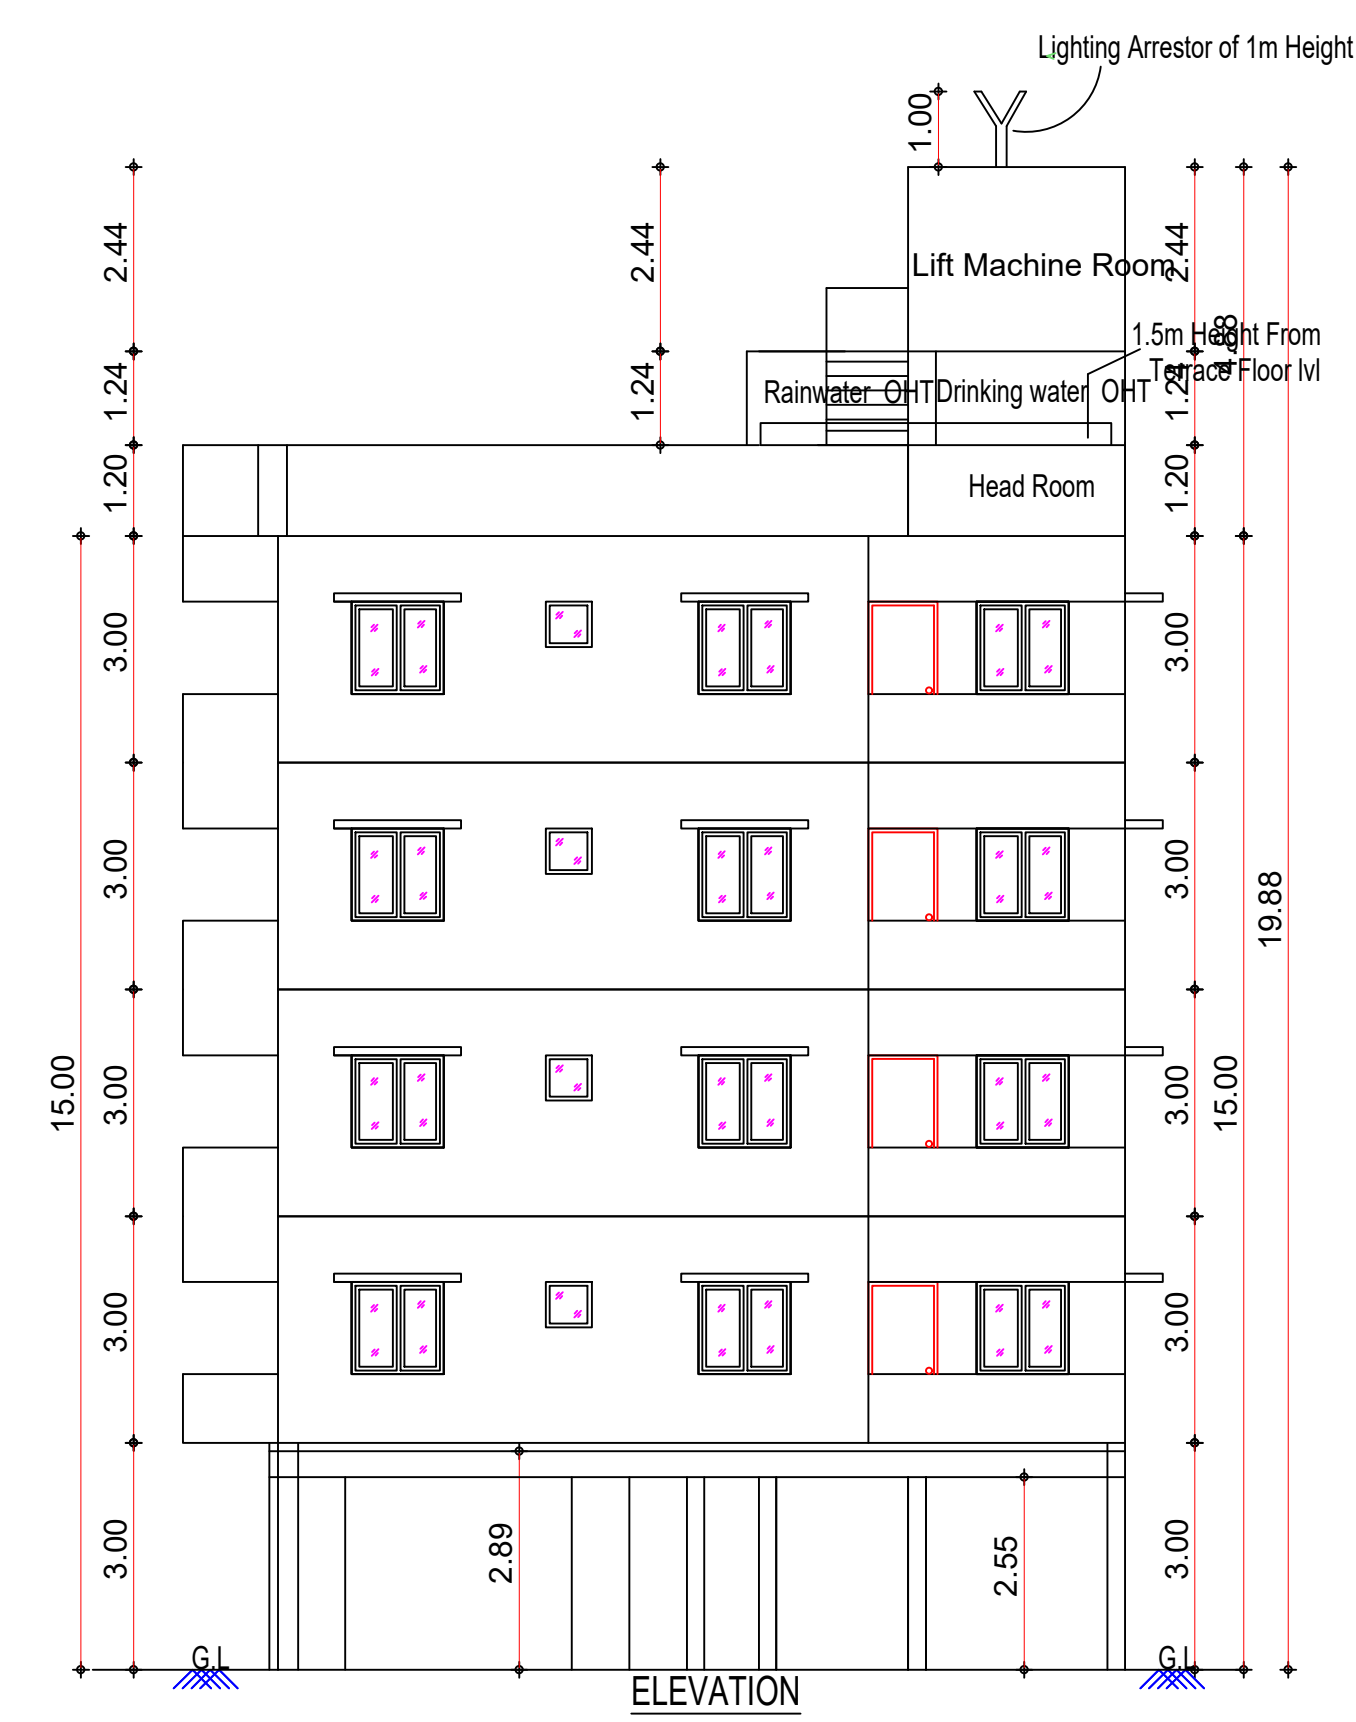 Lighting Arrestor of 1m Height
1.00
2.44
2.44
2.44
Lift Machine Room
1.5m Height From
4.88
Terrace Floor lvl
1.24
1.24
1.24
Rainwater OHT
Drinking water OHT
1.20
1.20
Head Room
3.00
3.00
3.00
3.00
19.88
15.00
3.00
3.00
15.00
3.00
3.00
3.00
2.89
2.55
3.00
G.L
G.L
ELEVATION